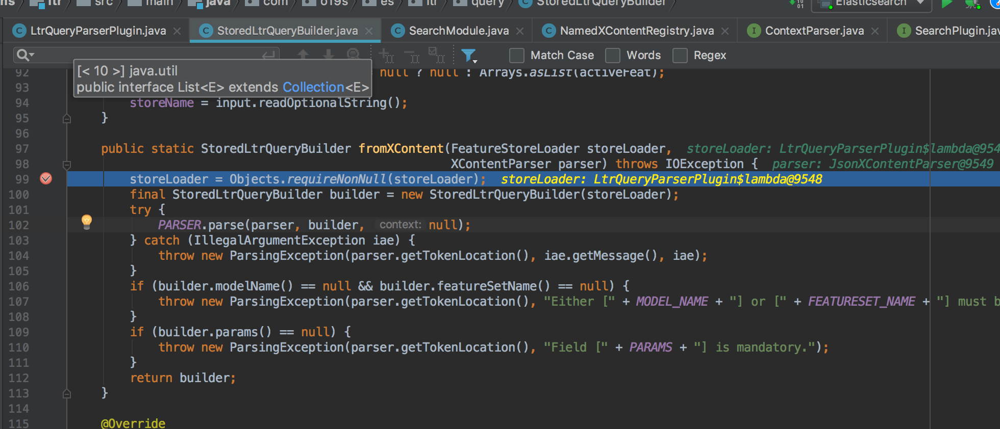 ltr src main java com o19s es ltr query StoredLtrQueryBuilder Elasticsearch
LtrQueryParserPlugin.java StoredLtrQueryBuilder.java SearchModule.java NamedXContentRegistry.java ContextParser.java SearchPlugin.jav
Match Case Words Regex
[< 10 >] java.util
public interface List<E> extends Collection<E>
92 null ? null : Arrays.asList(activeFeat);
93
94 storeName = input.readOptionalString();
95 }
96
97 public static StoredLtrQueryBuilder fromXContent(FeatureStoreLoader storeLoader, storeLoader: LtrQueryParserPlugin$lambda@954
98 XContentParser parser) throws IOException { parser: JsonXContentParser@9549
99 storeLoader = Objects.requireNonNull(storeLoader); storeLoader: LtrQueryParserPlugin$lambda@9548
100 final StoredLtrQueryBuilder builder = new StoredLtrQueryBuilder(storeLoader);
101 try {
102 PARSER.parse(parser, builder, context: null);
103 } catch (IllegalArgumentException iae) {
104 throw new ParsingException(parser.getTokenLocation(), iae.getMessage(), iae);
105 }
106 if (builder.modelName() == null && builder.featureSetName() == null) {
107 throw new ParsingException(parser.getTokenLocation(), "Either [" + MODEL_NAME + "] or [" + FEATURESET_NAME + "] must b
108 }
109 if (builder.params() == null) {
110 throw new ParsingException(parser.getTokenLocation(), "Field [" + PARAMS + "] is mandatory.");
111 }
112 return builder;
113 }
114
115 @Override